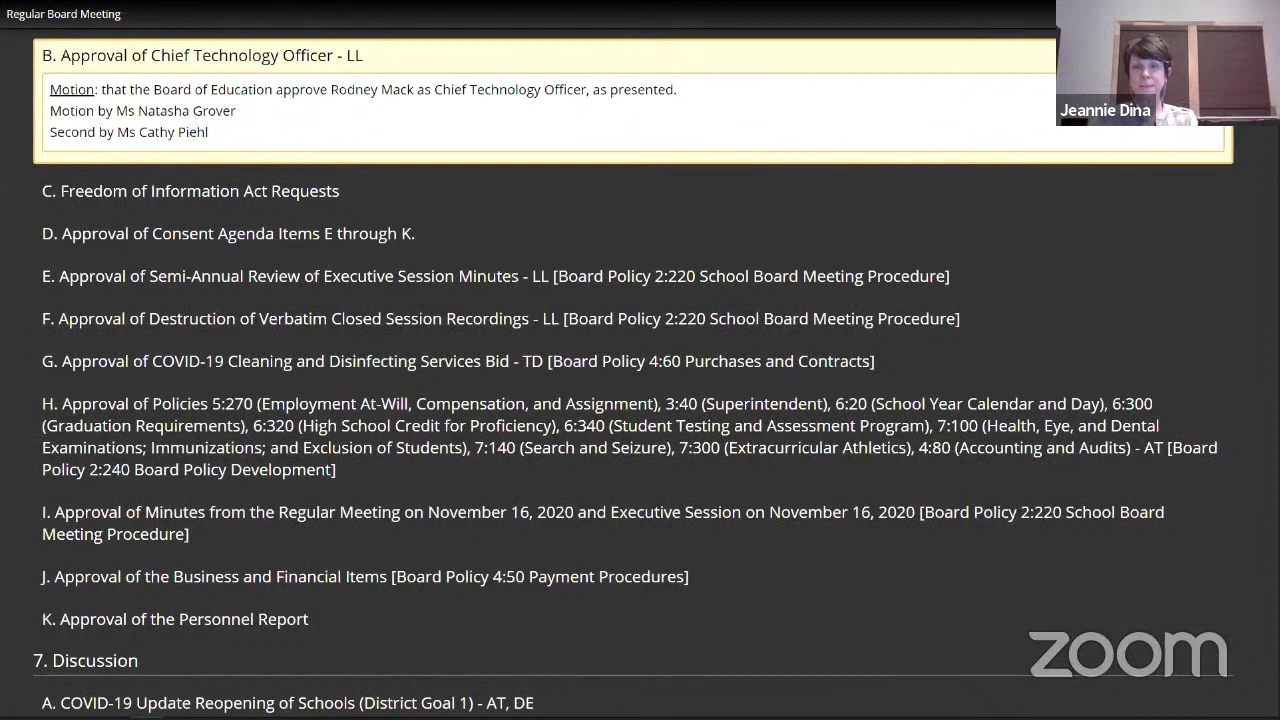 Regular Board Meeting
B. Approval of Chief Technology Officer - LL
Motion: that the Board of Education approve Rodney Mack as Chief Technology Officer, as presented.
Motion by Ms Natasha Grover
Second by Ms Cathy Piehl
Jeannie Dina
C. Freedom of Information Act Requests
D. Approval of Consent Agenda Items E through K.
E. Approval of Semi-Annual Review of Executive Session Minutes - LL [Board Policy 2:220 School Board Meeting Procedure]
F. Approval of Destruction of Verbatim Closed Session Recordings - LL [Board Policy 2:220 School Board Meeting Procedure]
G. Approval of COVID-19 Cleaning and Disinfecting Services Bid - TD [Board Policy 4:60 Purchases and Contracts]
H. Approval of Policies 5:270 (Employment At-Will, Compensation, and Assignment), 3:40 (Superintendent), 6:20 (School Year Calendar and Day), 6:300
(Graduation Requirements), 6:320 (High School Credit for Proficiency), 6:340 (Student Testing and Assessment Program), 7:100 (Health, Eye, and Dental
Examinations; Immunizations; and Exclusion of Students), 7:140 (Search and Seizure), 7:300 (Extracurricular Athletics), 4:80 (Accounting and Audits) - AT [Board
Policy 2:240 Board Policy Development]
I. Approval of Minutes from the Regular Meeting on November 16, 2020 and Executive Session on November 16, 2020 [Board Policy 2:220 School Board
Meeting Procedure]
J. Approval of the Business and Financial Items [Board Policy 4:50 Payment Procedures]
K. Approval of the Personnel Report
7. Discussion
A. COVID-19 Update Reopening of Schools (District Goal 1) - AT, DE
zoom